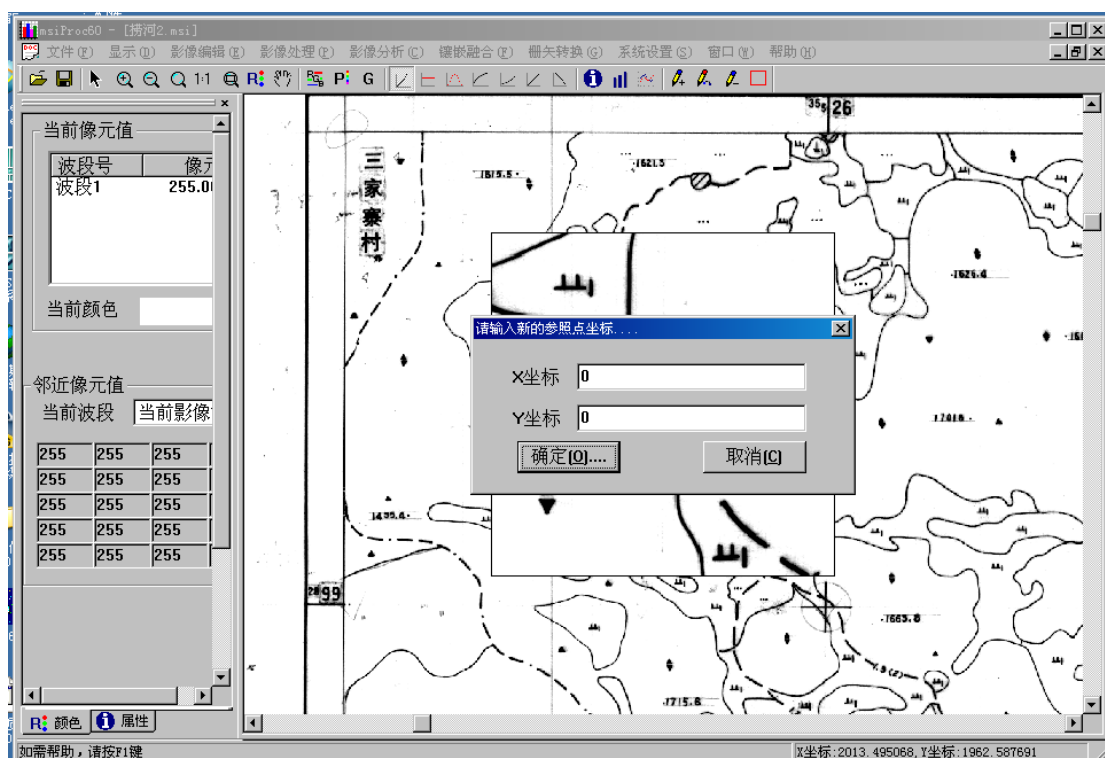 msiProc60 - [捞河2.msi]
文件(F) 显示(D) 影像编辑(E) 影像处理(P) 影像分析(C) 镶嵌融合(F) 栅矢转换(G) 系统设置(S) 窗口(W) 帮助(H)
1:1 R P G
当前像元值
波段号 像元
波段1 255.00
当前颜色
邻近像元值
当前波段 当前影像
255 255 255
255 255 255
255 255 255
255 255 255
255 255 255
R 颜色 属性
三家寨村
35 26
1621.5
1615.5
1626.4
请输入新的参照点坐标....
X坐标 0
Y坐标 0
确定(O).... 取消(C)
28 99
1663.8
1715.6
如需帮助，请按F1键
X坐标:2013.495068,Y坐标:1962.587691